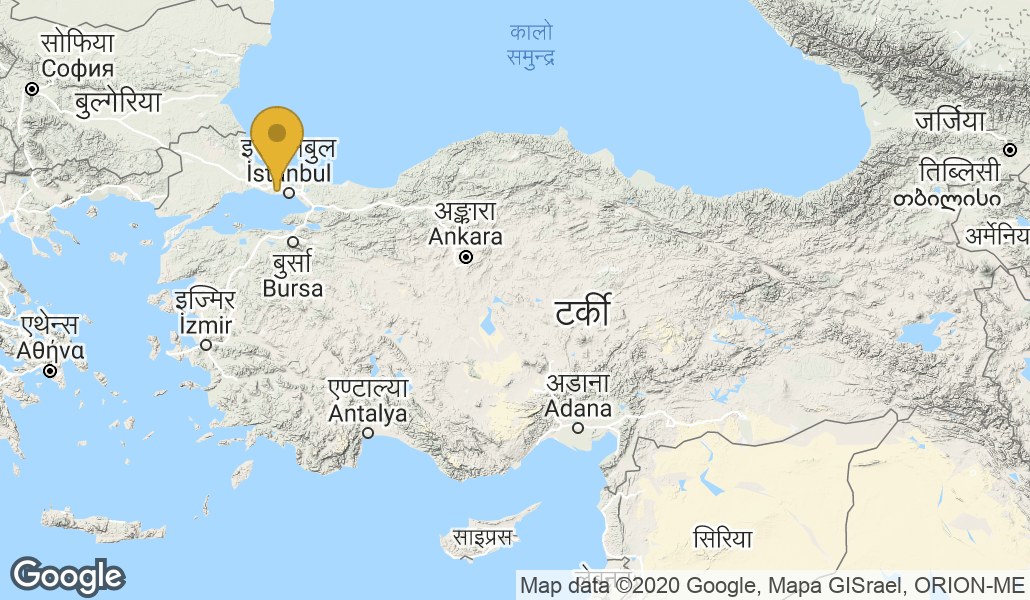 कालो
समुन्द्र
सोफिया
София
बुल्गेरिया
İstanbul
जर्जिया
तिब्लिसी
თბილისი
अर्मेनिय
अङ्कारा
Ankara
बुर्सा
Bursa
इज्मिर
İzmir
टर्की
एथेन्स
Αθήνα
एण्टाल्या
Antalya
अडाना
Adana
साइप्रस
सिरिया
Google
Map data ©2020 Google, Mapa GISrael, ORION-ME